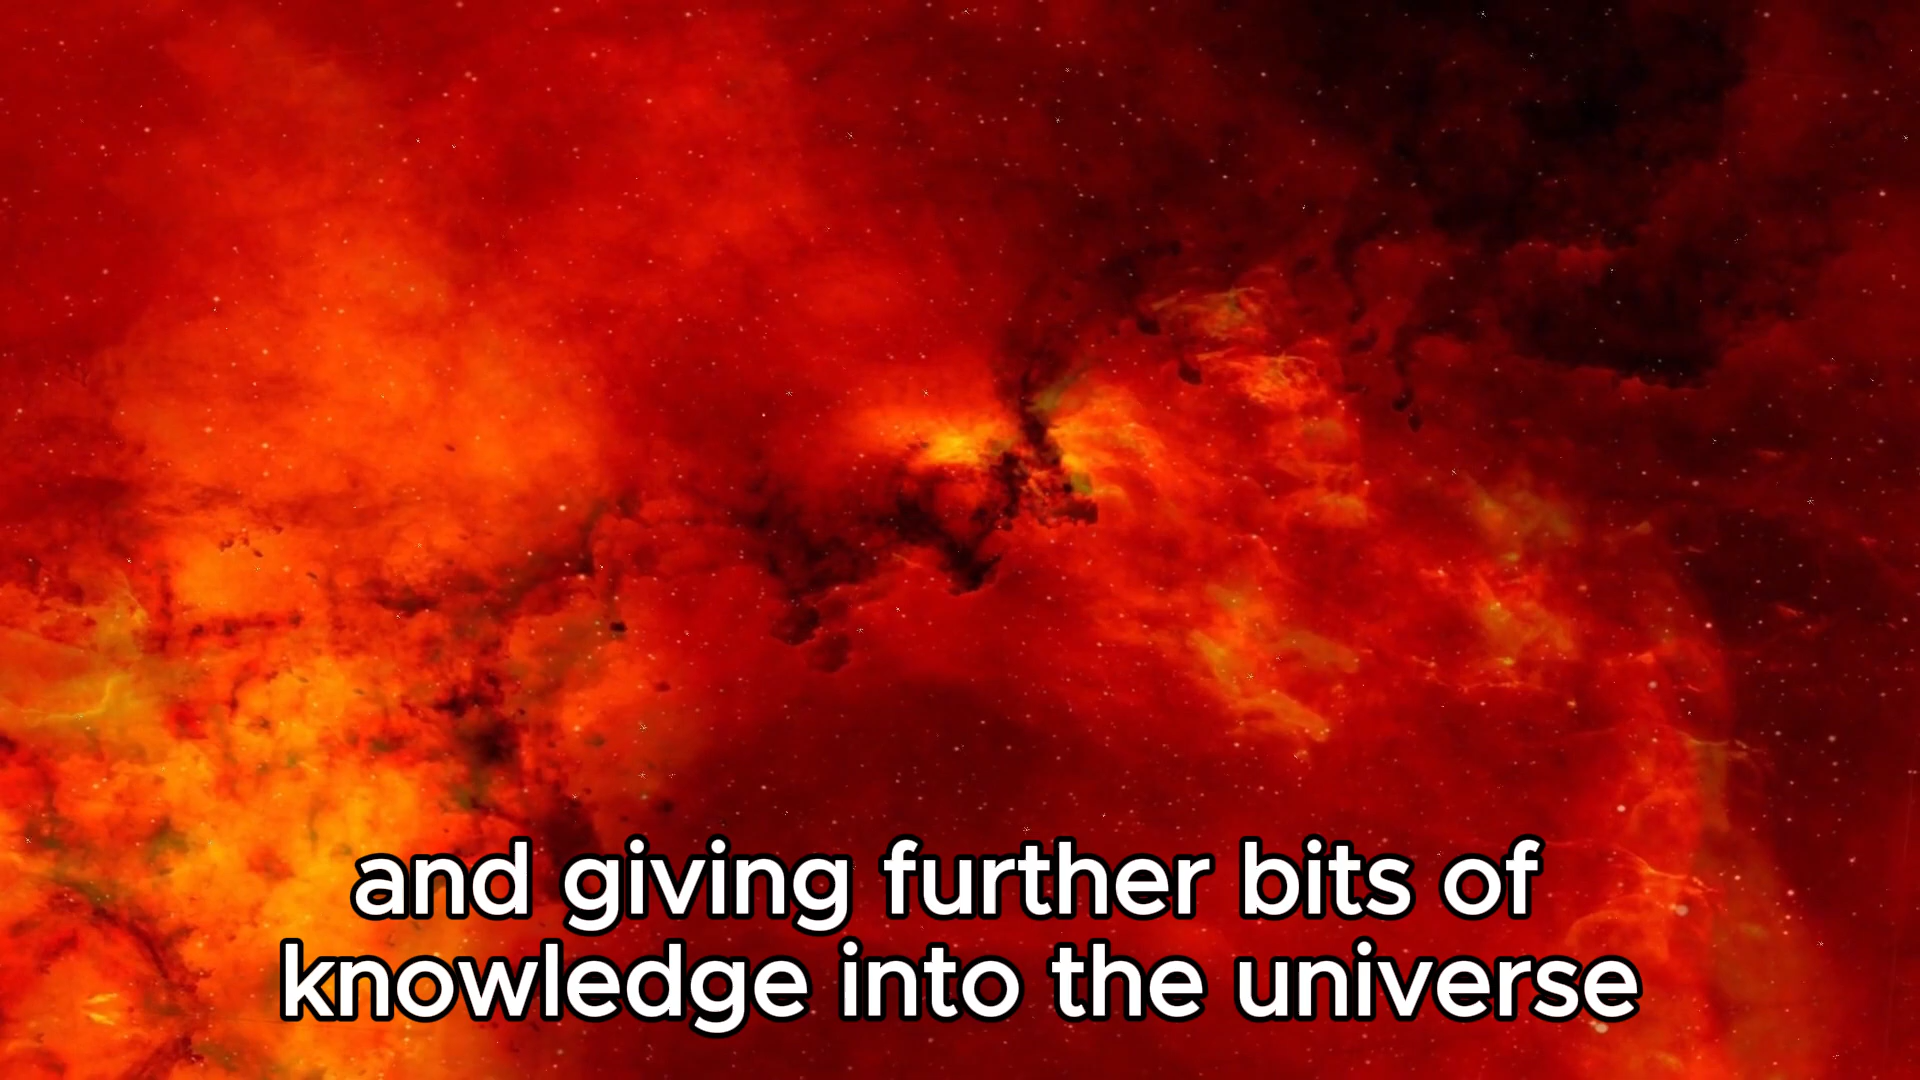 and giving further bits of
knowledge into the universe